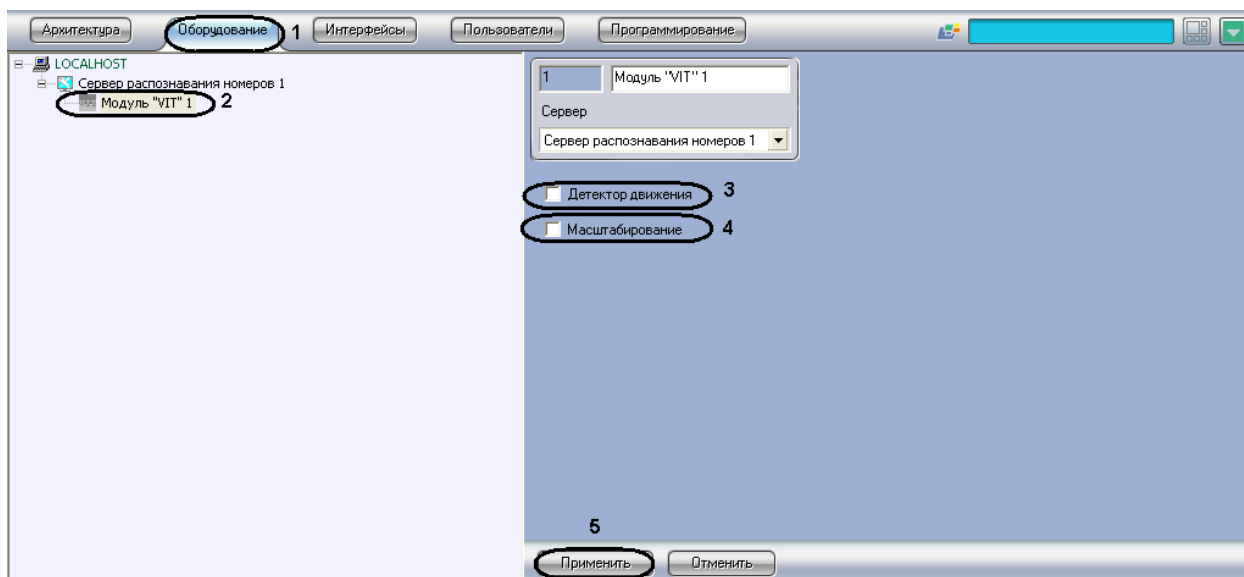 Архитектура Оборудование 1 Интерфейсы Пользователи Программирование
LOCALHOST
Сервер распознавания номеров 1
Модуль "VIT" 1 2
1 Модуль "VIT" 1
Сервер
Сервер распознавания номеров 1
Детектор движения 3
Масштабирование 4
5
Применить Отменить